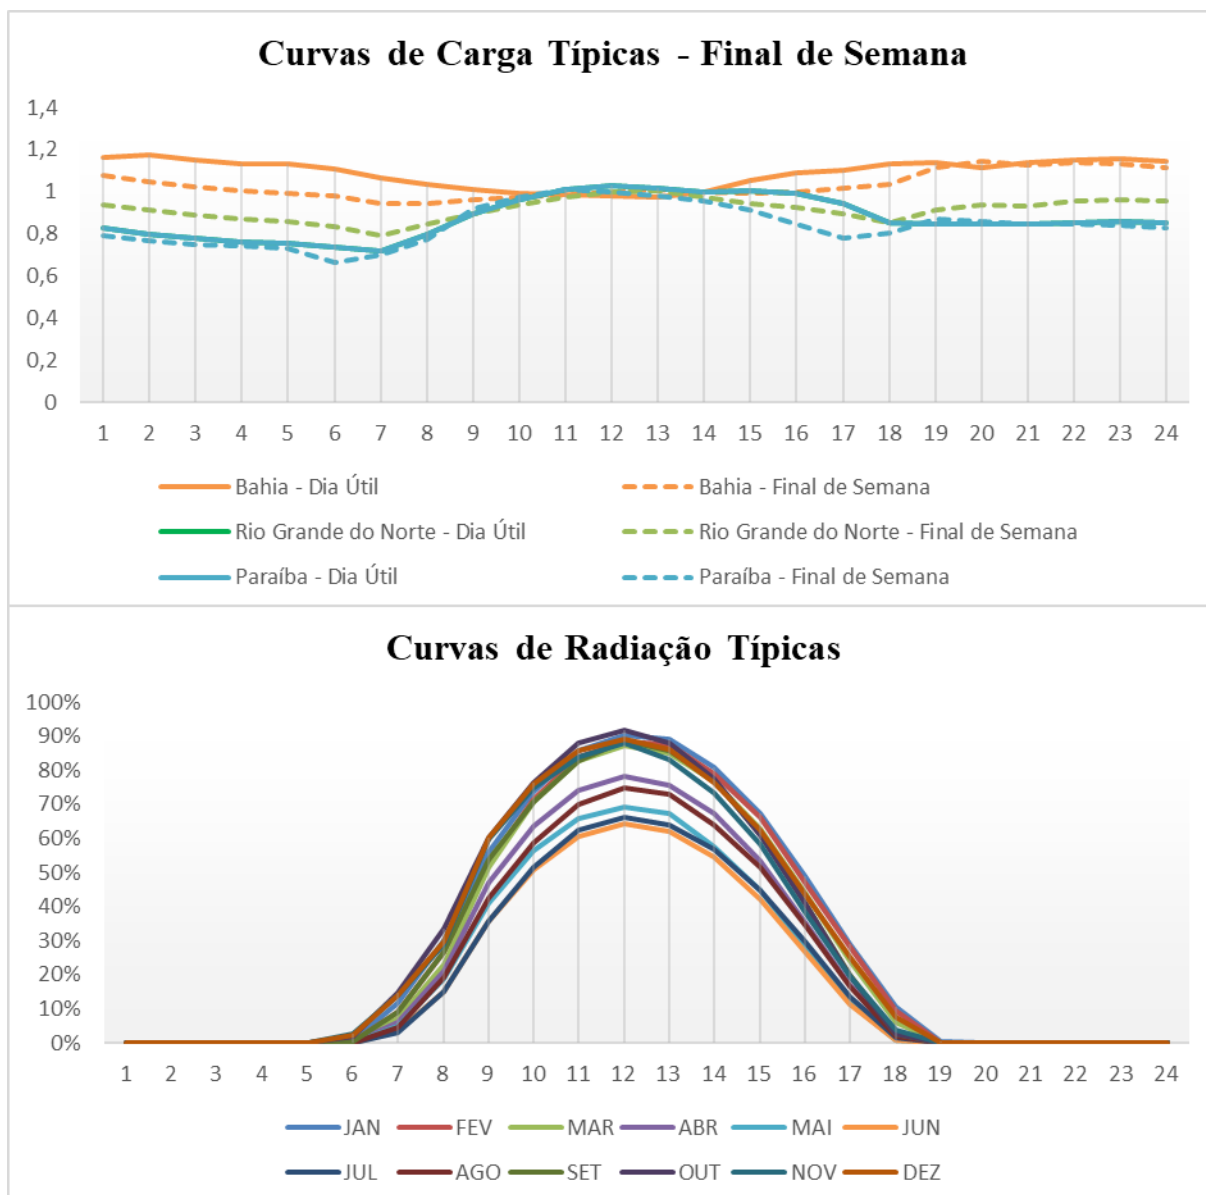 Curvas de Carga Típicas - Final de Semana
1,4
1,2
1
0,8
0,6
0,4
0,2
0
1 2 3 4 5 6 7 8 9 10 11 12 13 14 15 16 17 18 19 20 21 22 23 24
Bahia - Dia Útil Bahia - Final de Semana
Rio Grande do Norte - Dia Útil Rio Grande do Norte - Final de Semana
Paraíba - Dia Útil Paraíba - Final de Semana
Curvas de Radiação Típicas
100%
90%
80%
70%
60%
50%
40%
30%
20%
10%
0%
1 2 3 4 5 6 7 8 9 10 11 12 13 14 15 16 17 18 19 20 21 22 23 24
JAN FEV MAR ABR MAI JUN
JUL AGO SET OUT NOV DEZ